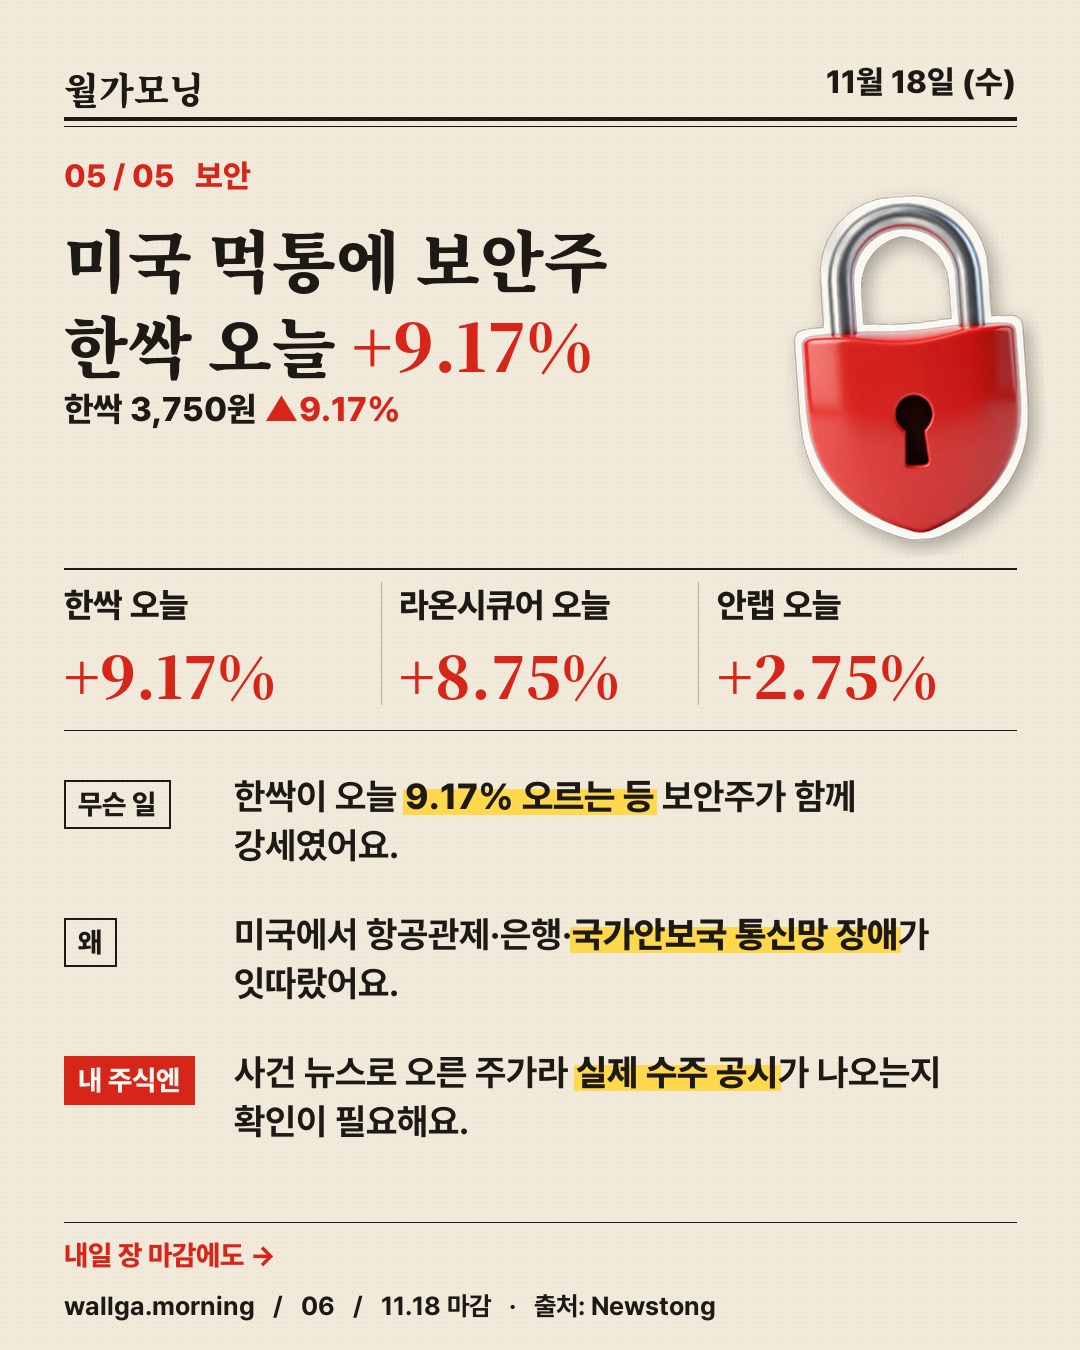 월가모닝
11월 18일 (수)
05 / 05 보안
미국 먹통에 보안주
한싹 오늘 +9.17%
한싹 3,750원 ▲9.17%
한싹 오늘
+9.17%
라온시큐어 오늘
+8.75%
안랩 오늘
+2.75%
무슨 일
한싹이 오늘 9.17% 오르는 등 보안주가 함께
강세였어요.
왜
미국에서 항공관제·은행·국가안보국 통신망 장애가
잇따랐어요.
내 주식엔
사건 뉴스로 오른 주가라 실제 수주 공시가 나오는지
확인이 필요해요.
내일 장 마감에도 →
wallga.morning / 06 / 11.18 마감 · 출처: Newstong